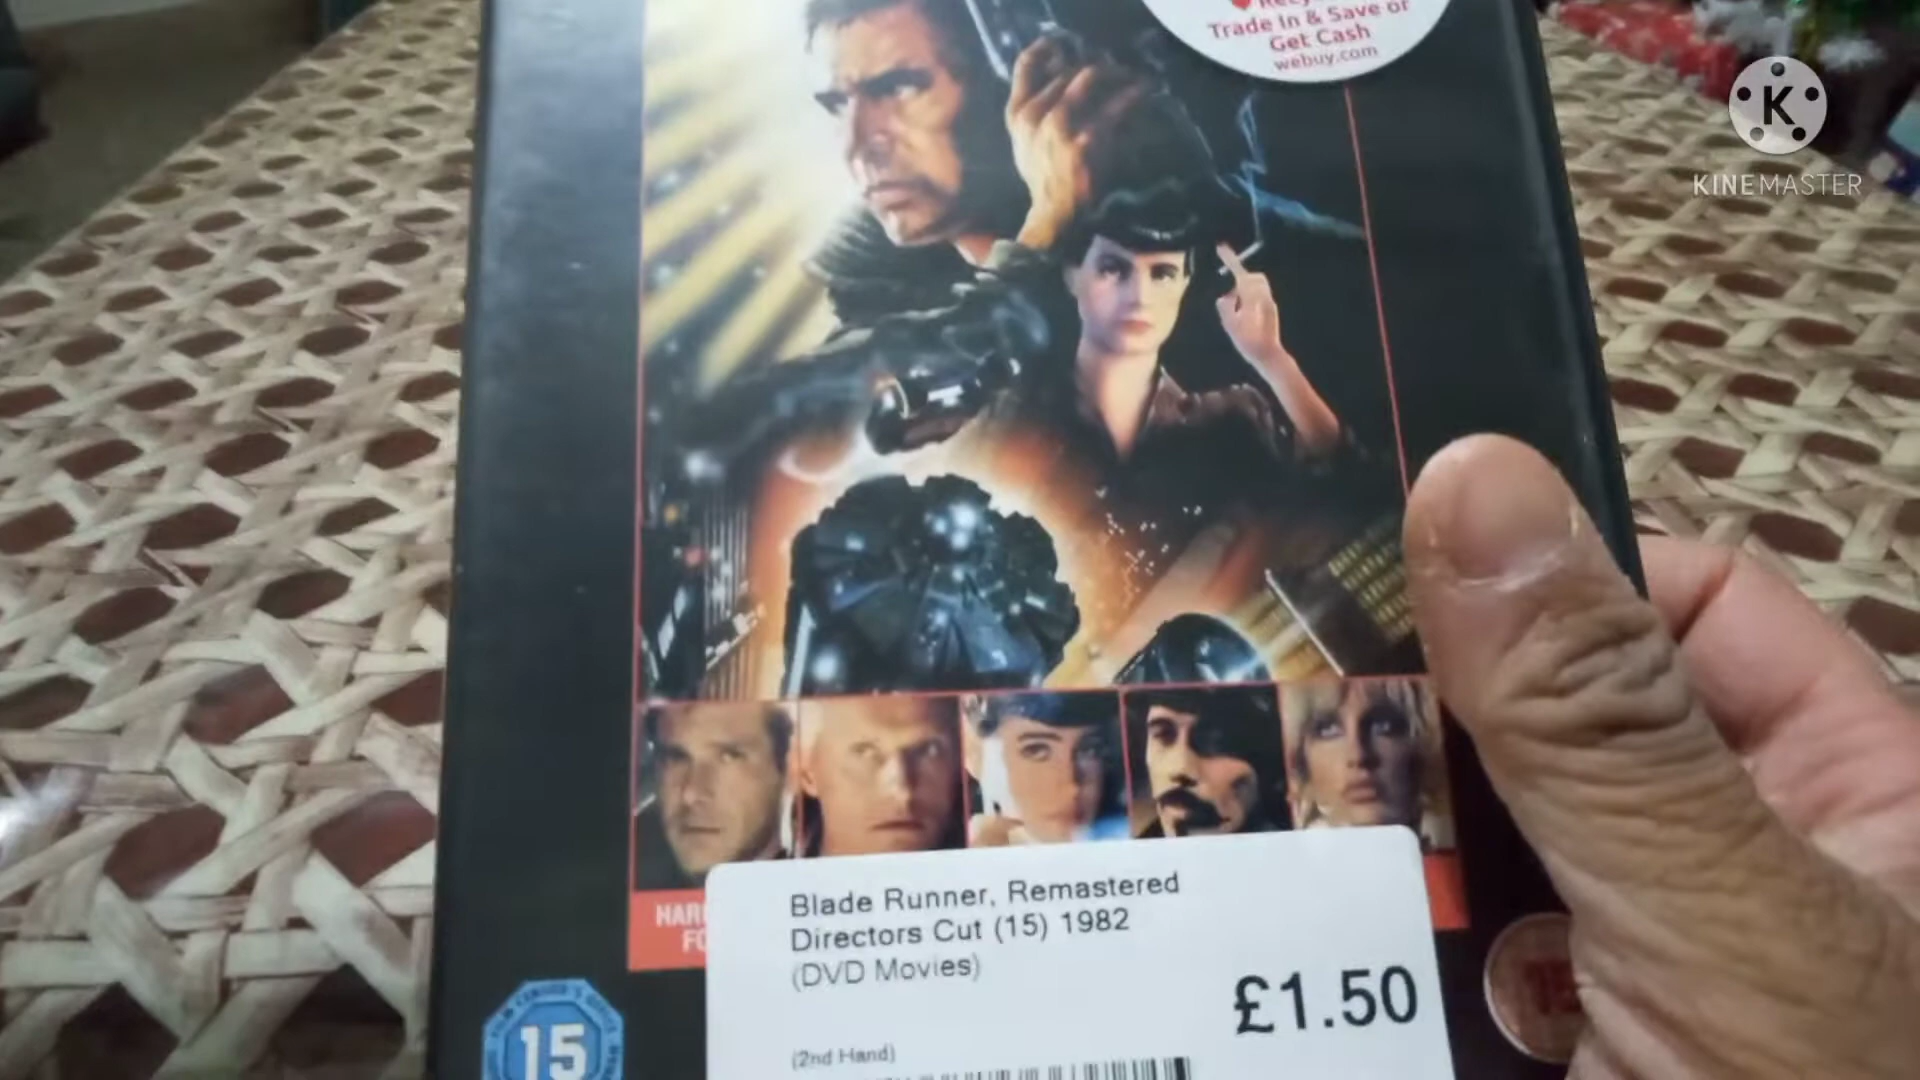 Trade In & Save or
Get Cash
webuy.com
K
KINEMASTER
Blade Runner, Remastered
Directors Cut (15) 1982
(DVD Movies)
£1.50
(2nd Hand)
15